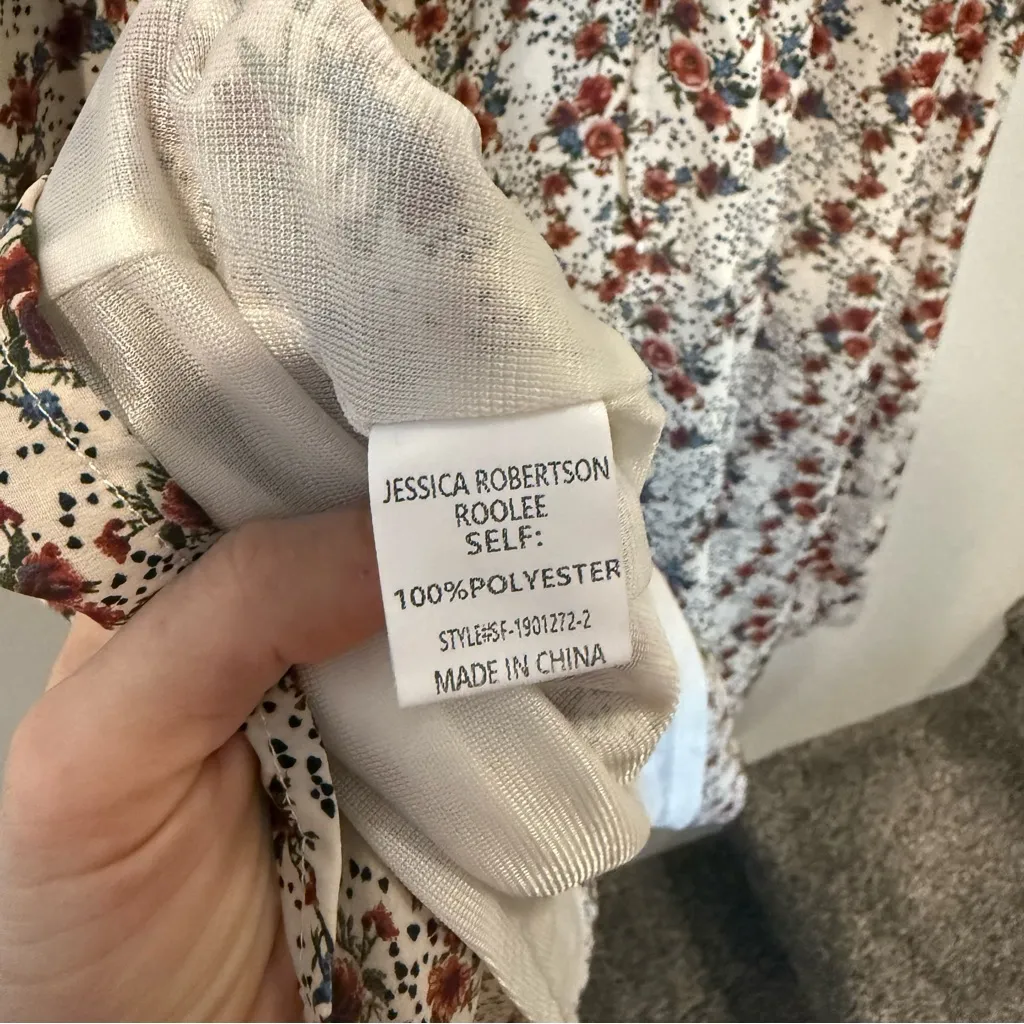 JESSICA ROBERTSON
ROOLEE
SELF:
100%POLYESTER
STYLE#SF-1901272-2
MADE IN CHINA